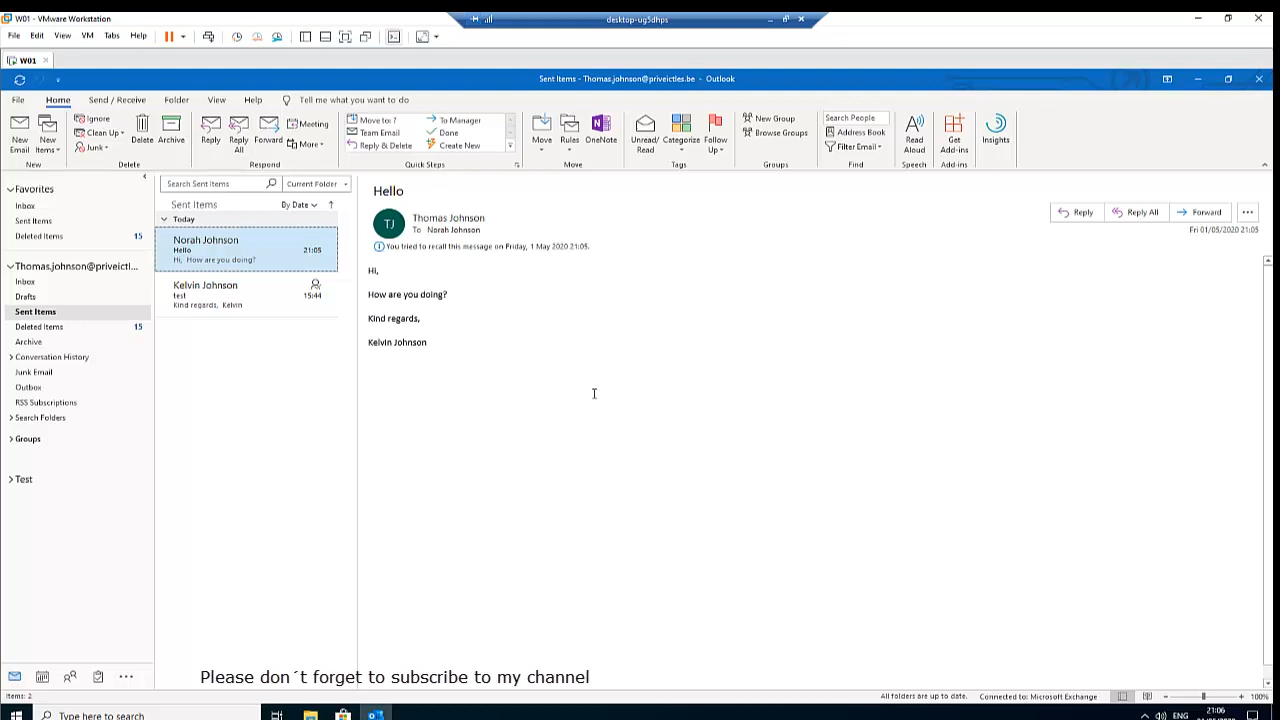 W01 - VMware Workstation
desktop-ug5dhps
File Edit View VM Tabs Help
W01
Sent Items - Thomas.johnson@priveictles.be - Outlook
File Home Send / Receive Folder View Help Tell me what you want to do
New Email
New Items
New
Ignore
Clean Up
Junk
Delete
Archive
Delete
Reply
Reply All
Forward
Meeting
More
Respond
Move to: ?
Team Email
Reply & Delete
To Manager
Done
Create New
Quick Steps
Move
Rules
OneNote
Move
Unread/ Read
Categorize
Follow Up
Tags
New Group
Browse Groups
Groups
Search People
Address Book
Filter Email
Find
Read Aloud
Speech
Get Add-ins
Add-ins
Insights
Favorites
Inbox
Sent Items
Deleted Items 15
Thomas.johnson@priveictl...
Inbox
Drafts
Sent Items
Deleted Items 15
Archive
Conversation History
Junk Email
Outbox
RSS Subscriptions
Search Folders
Groups
Test
Search Sent Items
Current Folder
Sent Items By Date
Today
Norah Johnson
Hello 21:05
Hi, How are you doing?
Kelvin Johnson
test 15:44
Kind regards, Kelvin
Hello
TJ
Thomas Johnson
To Norah Johnson
Reply Reply All Forward
Fri 01/05/2020 21:05
You tried to recall this message on Friday, 1 May 2020 21:05.
Hi,
How are you doing?
Kind regards,
Kelvin Johnson
Please don´t forget to subscribe to my channel
Items: 2
All folders are up to date. Connected to: Microsoft Exchange 100%
Type here to search
ENG
21:06